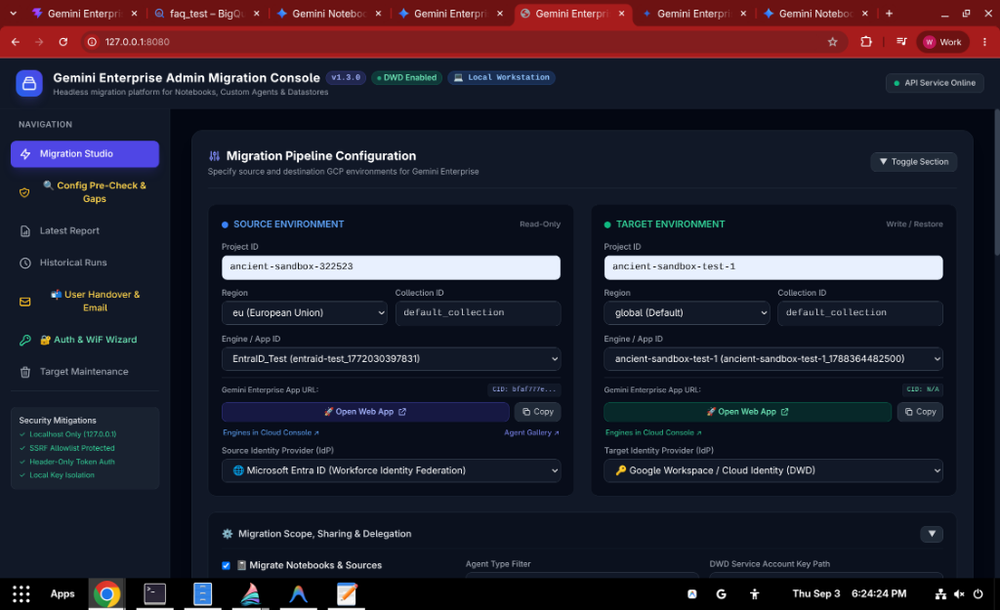 Gemini Enterpri
faq_test – BigQu
Gemini Notebo
Gemini Enterpri
Gemini Enterpri
Gemini Enterpri
Gemini Notebo
127.0.0.1:8080
W Work
Gemini Enterprise Admin Migration Console v1.3.0 DWD Enabled Local Workstation
Headless migration platform for Notebooks, Custom Agents & Datastores
API Service Online
NAVIGATION
Migration Studio
Config Pre-Check &
Gaps
Latest Report
Historical Runs
User Handover &
Email
Auth & WiF Wizard
Target Maintenance
Security Mitigations
✓ Localhost Only (127.0.0.1)
✓ SSRF Allowlist Protected
✓ Header-Only Token Auth
✓ Local Key Isolation
Migration Pipeline Configuration
Specify source and destination GCP environments for Gemini Enterprise
▼ Toggle Section
SOURCE ENVIRONMENT Read-Only
Project ID
ancient-sandbox-322523
Region Collection ID
eu (European Union) default_collection
Engine / App ID
EntraID_Test (entraid-test_1772030397831)
Gemini Enterprise App URL: CID: bfaf777e...
Open Web App Copy
Engines in Cloud Console ↗ Agent Gallery ↗
Source Identity Provider (IdP)
Microsoft Entra ID (Workforce Identity Federation)
TARGET ENVIRONMENT Write / Restore
Project ID
ancient-sandbox-test-1
Region Collection ID
global (Default) default_collection
Engine / App ID
ancient-sandbox-test-1 (ancient-sandbox-test-1_1788364482500)
Gemini Enterprise App URL: CID: N/A
Open Web App Copy
Engines in Cloud Console ↗
Target Identity Provider (IdP)
Google Workspace / Cloud Identity (DWD)
Migration Scope, Sharing & Delegation
▼
Migrate Notebooks & Sources
Agent Type Filter
DWD Service Account Key Path
Apps
Thu Sep 3 6:24:24 PM